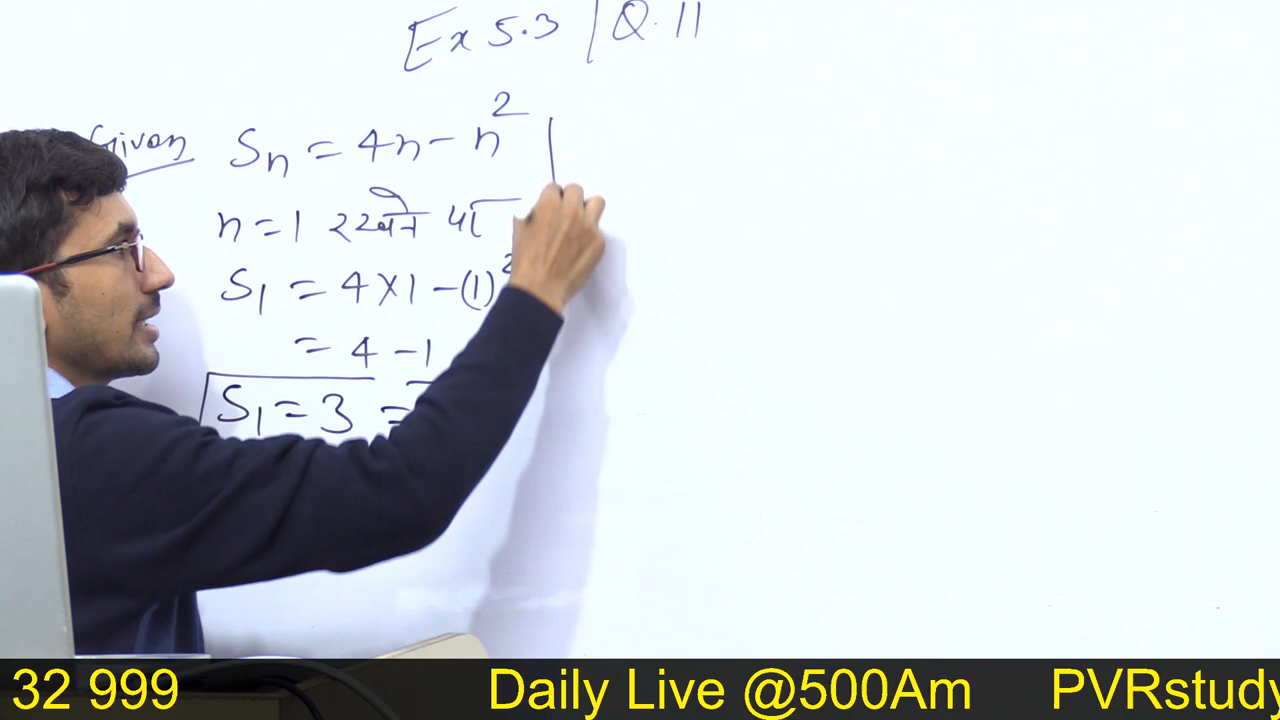 Ex 5.3 | Q.11
Given Sn = 4n - n²
n = 1 रखने पर
S₁ = 4×1 - (1)²
= 4 - 1
S₁ = 3 =
32 999 Daily Live @500Am PVRstudy